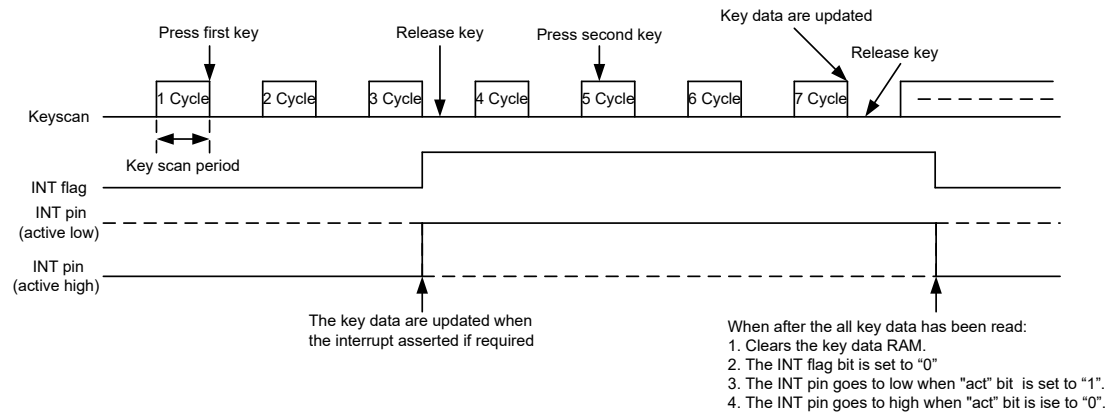 Press first key
Release key
Press second key
Key data are updated
Release key
Keyscan
1 Cycle
2 Cycle
3 Cycle
4 Cycle
5 Cycle
6 Cycle
7 Cycle
Key scan period
INT flag
INT pin
(active low)
INT pin
(active high)
The key data are updated when
the interrupt asserted if required
When after the all key data has been read:
1. Clears the key data RAM.
2. The INT flag bit is set to “0”
3. The INT pin goes to low when "act” bit  is set to “1”.
4. The INT pin goes to high when "act” bit is ise to “0”.